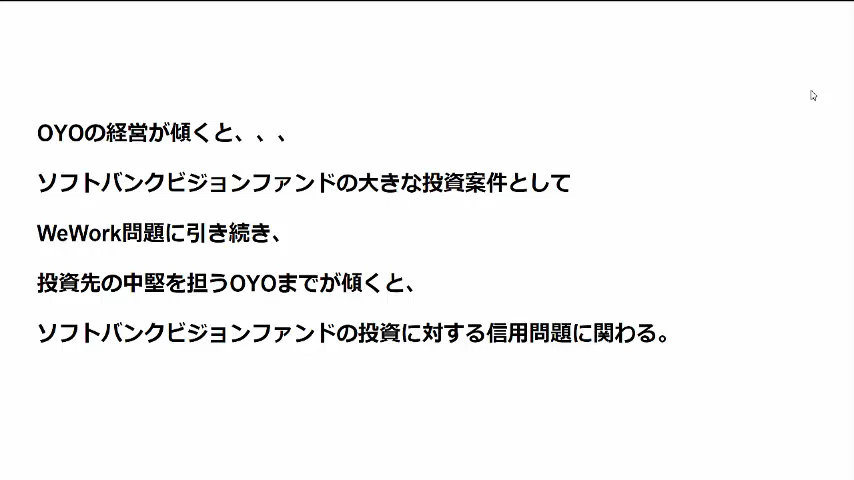 OYOの経営が傾くと、、、
ソフトバンクビジョンファンドの大きな投資案件として
WeWork問題に引き続き、
投資先の中堅を担うOYOまでが傾くと、
ソフトバンクビジョンファンドの投資に対する信用問題に関わる。